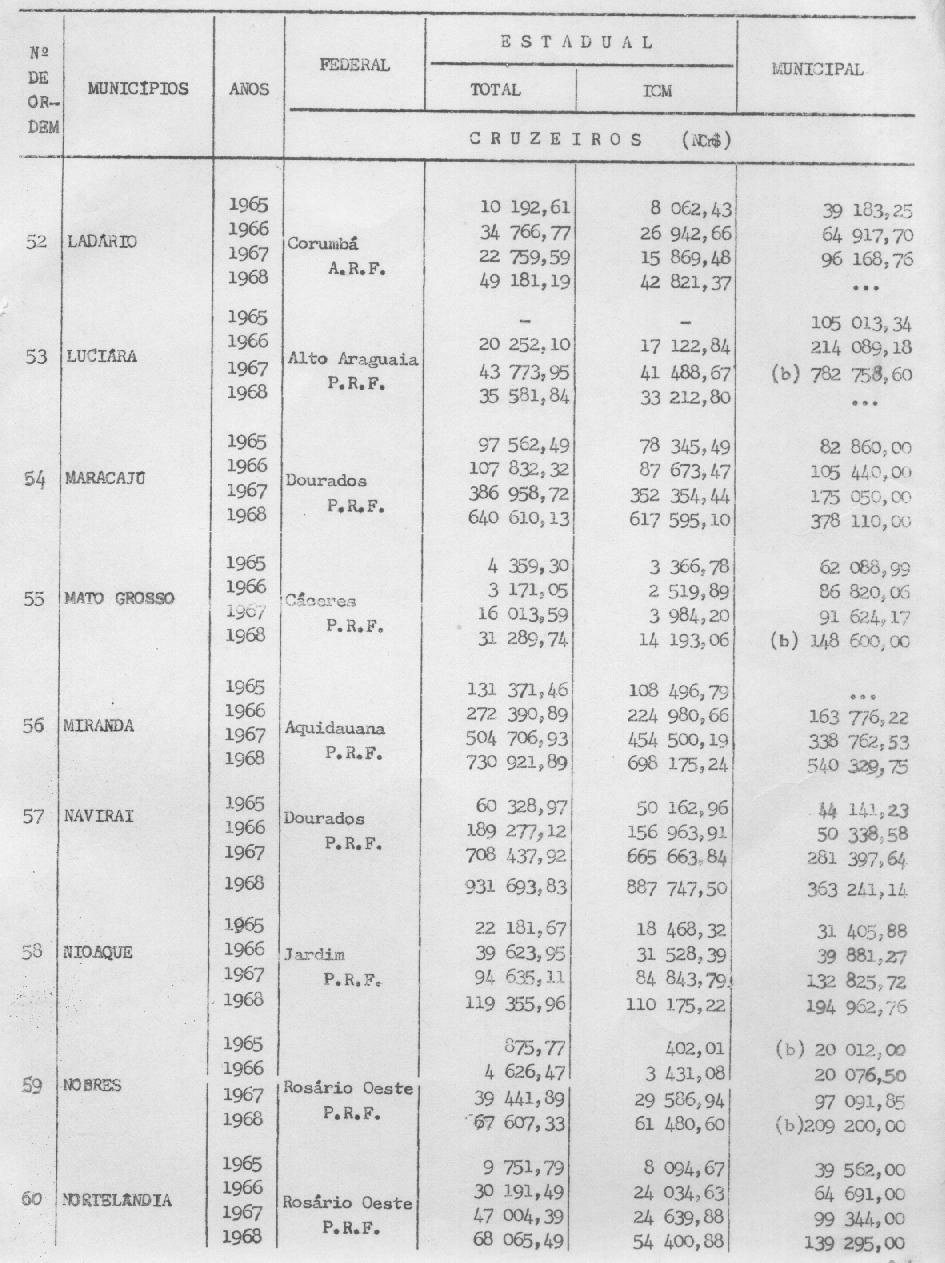 Nº DE OR-DEM MUNICÍPIOS ANOS FEDERAL ESTADUAL MUNICIPAL
TOTAL ICM
CRUZEIROS (NCr$)
1965 10 192,61 8 062,43 39 183,25
52 LADÁRIO 1966 Corumbá 34 766,77 26 942,66 64 917,70
1967 A.R.F. 22 759,59 15 869,48 96 168,76
1968 49 181,19 42 821,37 ...
1965 - - 105 013,34
53 LUCIÁRA 1966 Alto Araguaia 20 252,10 17 122,84 214 089,18
1967 P.R.F. 43 773,95 41 488,67 (b) 782 758,60
1968 35 581,84 33 212,80 ...
1965 97 562,49 78 345,49 82 860,00
54 MARACAJÚ 1966 Dourados 107 832,32 87 673,47 105 440,00
1967 P.R.F. 386 958,72 352 354,44 175 050,00
1968 640 610,13 617 595,10 378 110,00
1965 4 359,30 3 366,78 62 088,99
55 MATO GROSSO 1966 Cáceres 3 171,05 2 519,89 86 820,06
1967 P.R.F. 16 013,59 3 984,20 91 624,17
1968 31 289,74 14 193,06 (b) 148 600,00
1965 131 371,46 108 496,79 ...
56 MIRANDA 1966 Aquidauana 272 390,89 224 980,66 163 776,22
1967 P.R.F. 504 706,93 454 500,19 338 762,53
1968 730 921,89 698 175,24 540 329,75
1965 60 328,97 50 162,96 44 141,23
57 NAVIRAI 1966 Dourados 189 277,12 156 963,91 50 338,58
1967 P.R.F. 708 437,92 665 663,84 281 397,64
1968 931 693,83 887 747,50 363 241,14
1965 22 181,67 18 468,32 31 405,88
58 NIOAQUE 1966 Jardim 39 623,95 31 528,39 39 881,27
1967 P.R.F. 94 635,11 84 843,79 132 825,72
1968 119 355,96 110 175,22 194 962,76
1965 875,77 402,01 (b) 20 012,00
59 NOBRES 1966 Rosário Oeste 4 626,47 3 431,08 20 076,50
1967 P.R.F. 39 441,89 29 586,94 97 091,85
1968 67 607,33 61 480,60 (b)209 200,00
1965 9 751,79 8 094,67 39 562,00
60 NORTELÂNDIA 1966 Rosário Oeste 30 191,49 24 034,63 64 691,00
1967 P.R.F. 47 004,39 24 639,88 99 344,00
1968 68 065,49 54 400,88 139 295,00